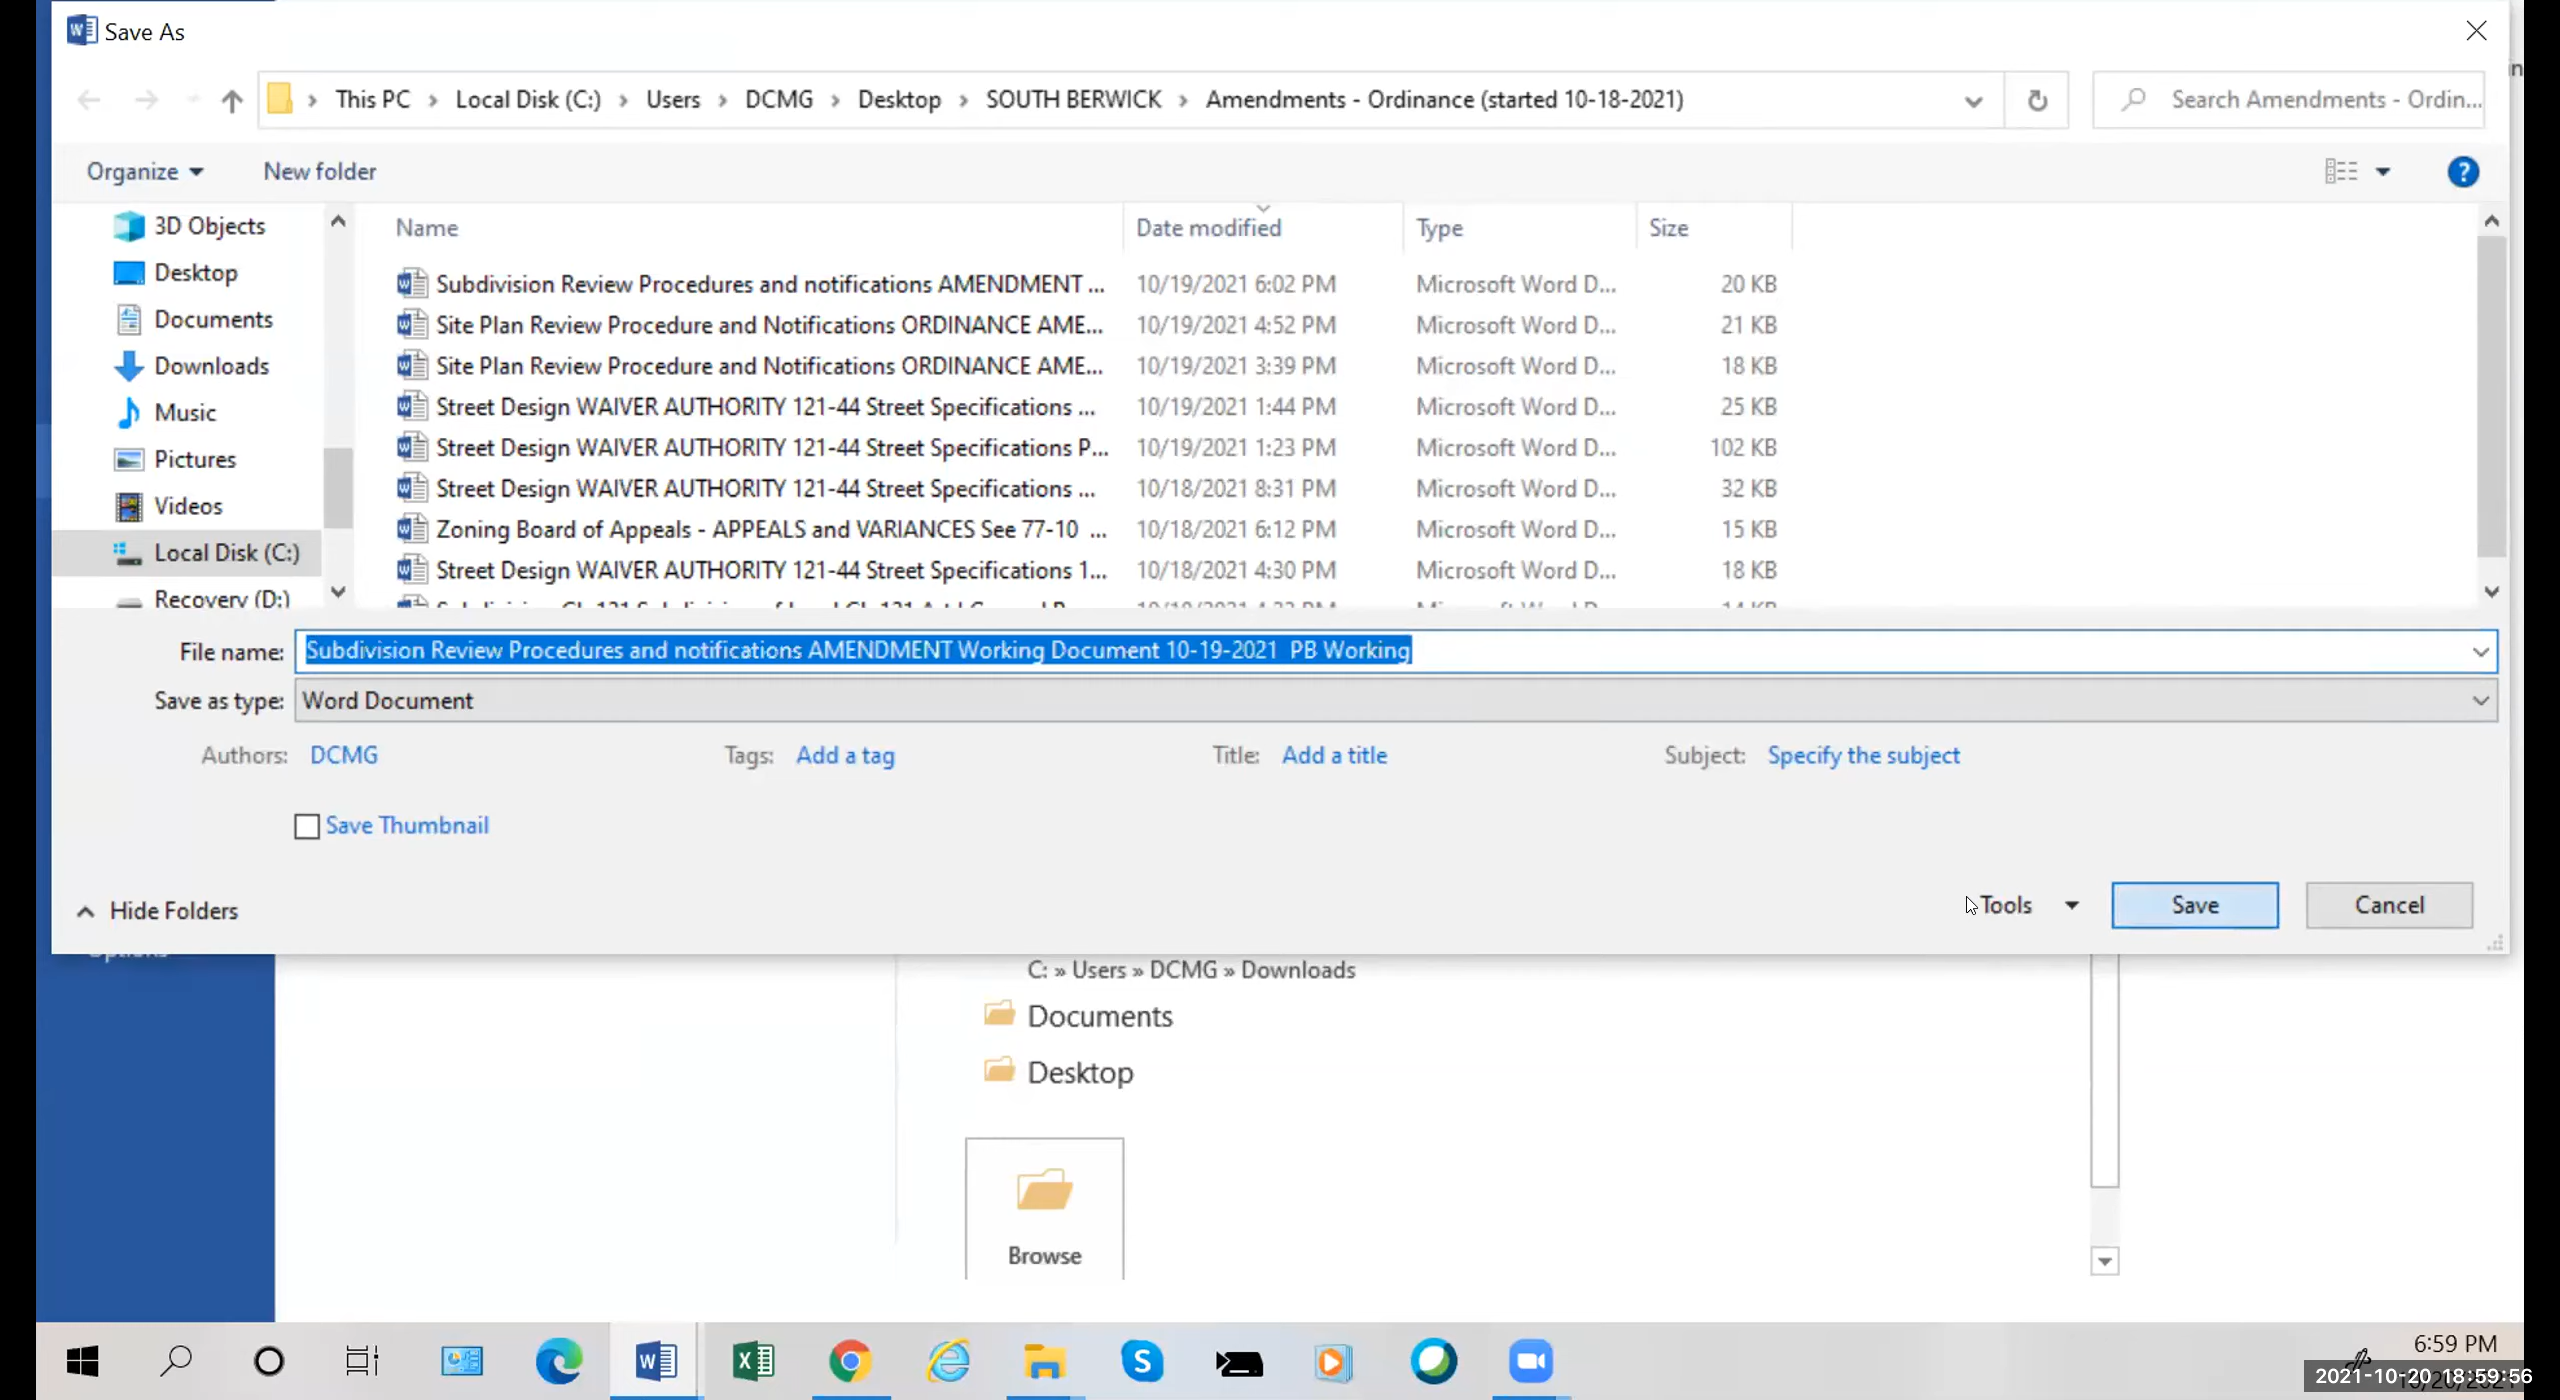 Save As
in
This PC > Local Disk (C:) > Users > DCMG > Desktop > SOUTH BERWICK > Amendments - Ordinance (started 10-18-2021)
Search Amendments - Ordin...
Organize
New folder
?
3D Objects
Desktop
Documents
Downloads
Music
Pictures
Videos
Local Disk (C:)
Recovery (D:)
Name Date modified Type Size
Subdivision Review Procedures and notifications AMENDMENT ... 10/19/2021 6:02 PM Microsoft Word D... 20 KB
Site Plan Review Procedure and Notifications ORDINANCE AME... 10/19/2021 4:52 PM Microsoft Word D... 21 KB
Site Plan Review Procedure and Notifications ORDINANCE AME... 10/19/2021 3:39 PM Microsoft Word D... 18 KB
Street Design WAIVER AUTHORITY 121-44 Street Specifications ... 10/19/2021 1:44 PM Microsoft Word D... 25 KB
Street Design WAIVER AUTHORITY 121-44 Street Specifications P... 10/19/2021 1:23 PM Microsoft Word D... 102 KB
Street Design WAIVER AUTHORITY 121-44 Street Specifications ... 10/18/2021 8:31 PM Microsoft Word D... 32 KB
Zoning Board of Appeals - APPEALS and VARIANCES See 77-10 ... 10/18/2021 6:12 PM Microsoft Word D... 15 KB
Street Design WAIVER AUTHORITY 121-44 Street Specifications 1... 10/18/2021 4:30 PM Microsoft Word D... 18 KB
File name: Subdivision Review Procedures and notifications AMENDMENT Working Document 10-19-2021  PB Working
Save as type: Word Document
Authors: DCMG Tags: Add a tag Title: Add a title Subject: Specify the subject
Save Thumbnail
Hide Folders
Tools
Save
Cancel
Options
C: » Users » DCMG » Downloads
Documents
Desktop
Browse
6:59 PM
2021-10-20 18:59:56